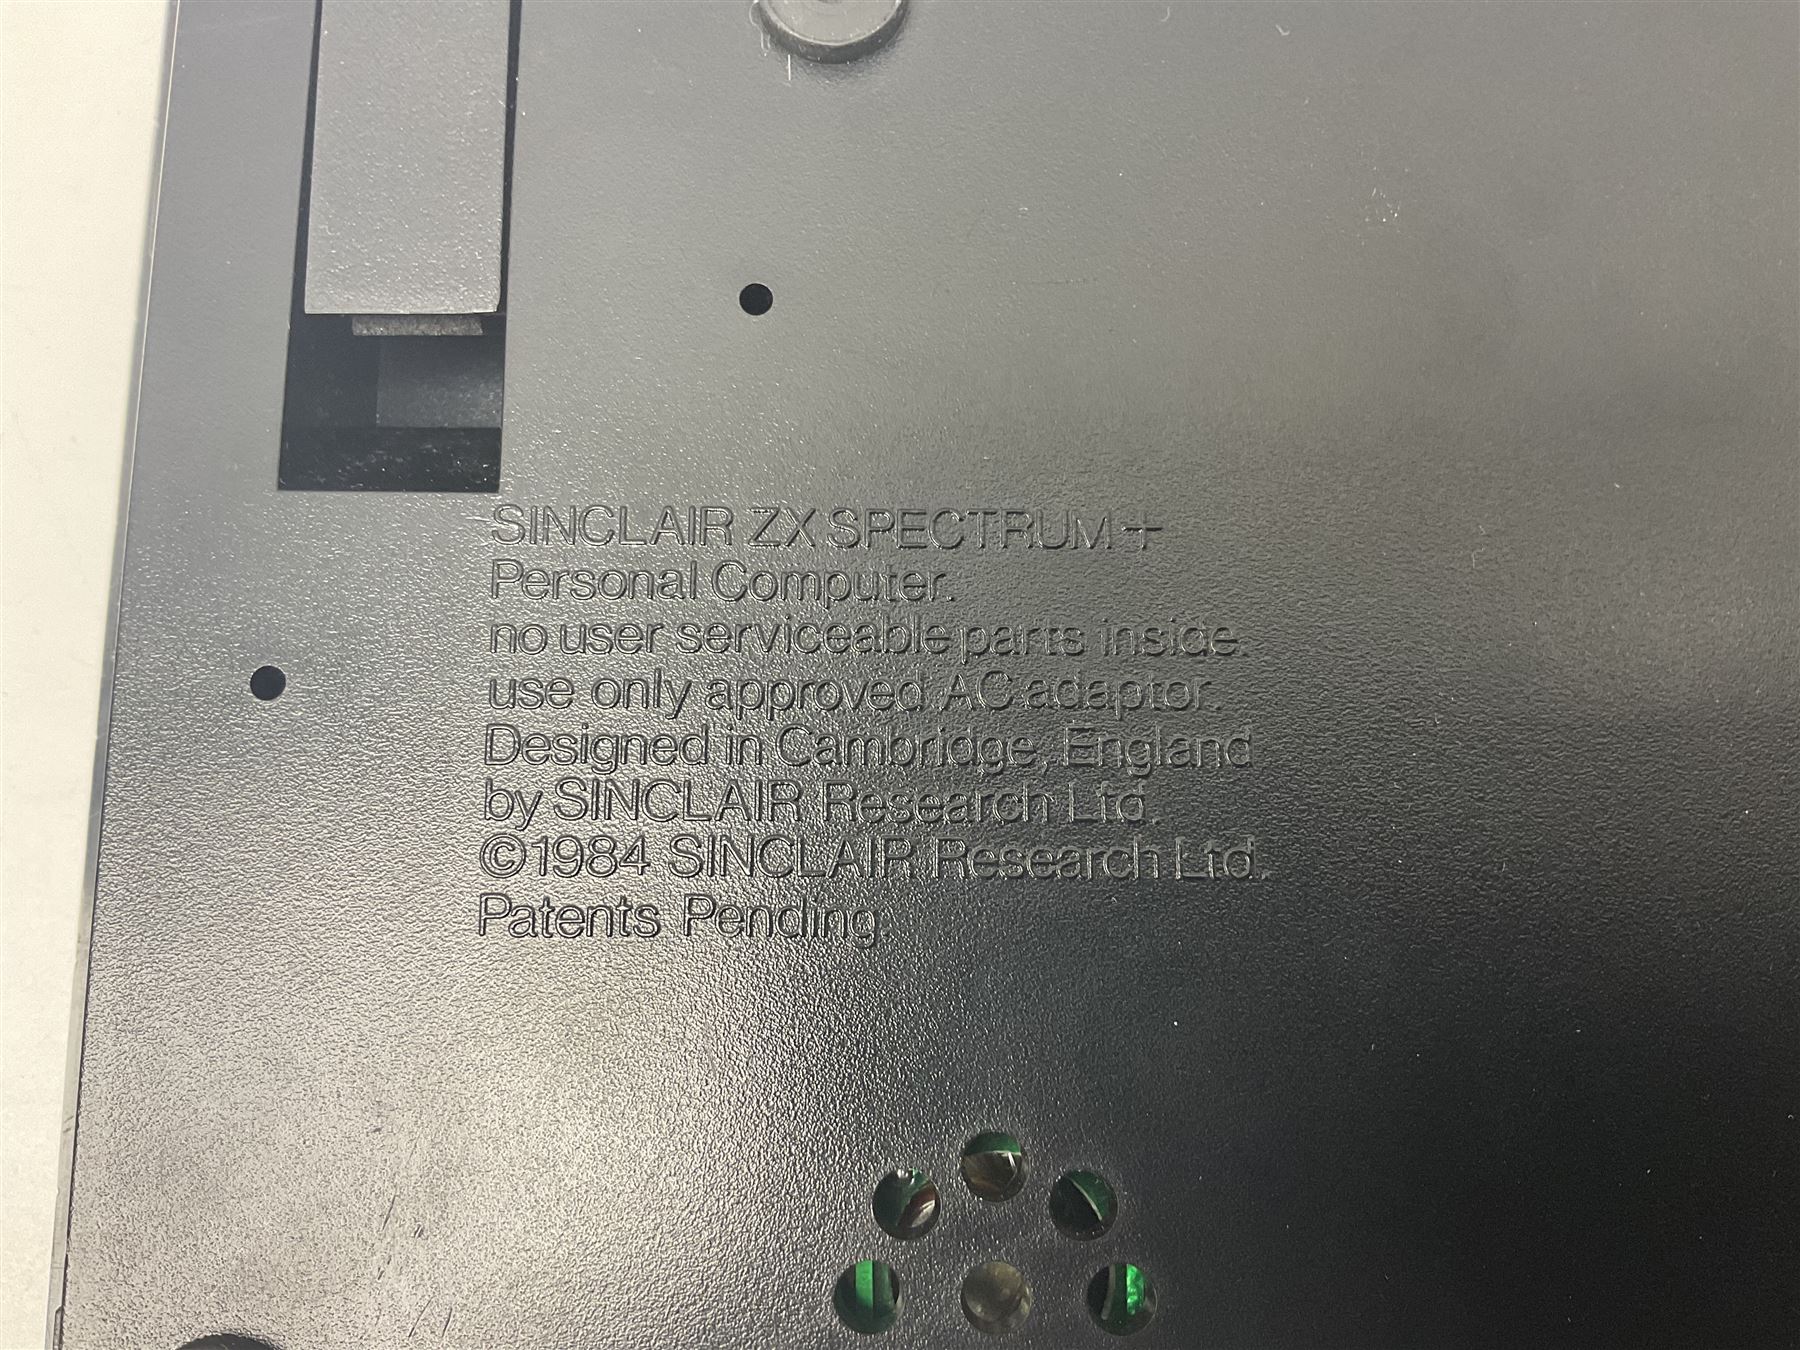 SINCLAIR ZX SPECTRUM+
Personal Computer.
no user serviceable parts inside.
use only approved AC adaptor.
Designed in Cambridge, England
by SINCLAIR Research Ltd.
©1984 SINCLAIR Research Ltd.
Patents Pending.